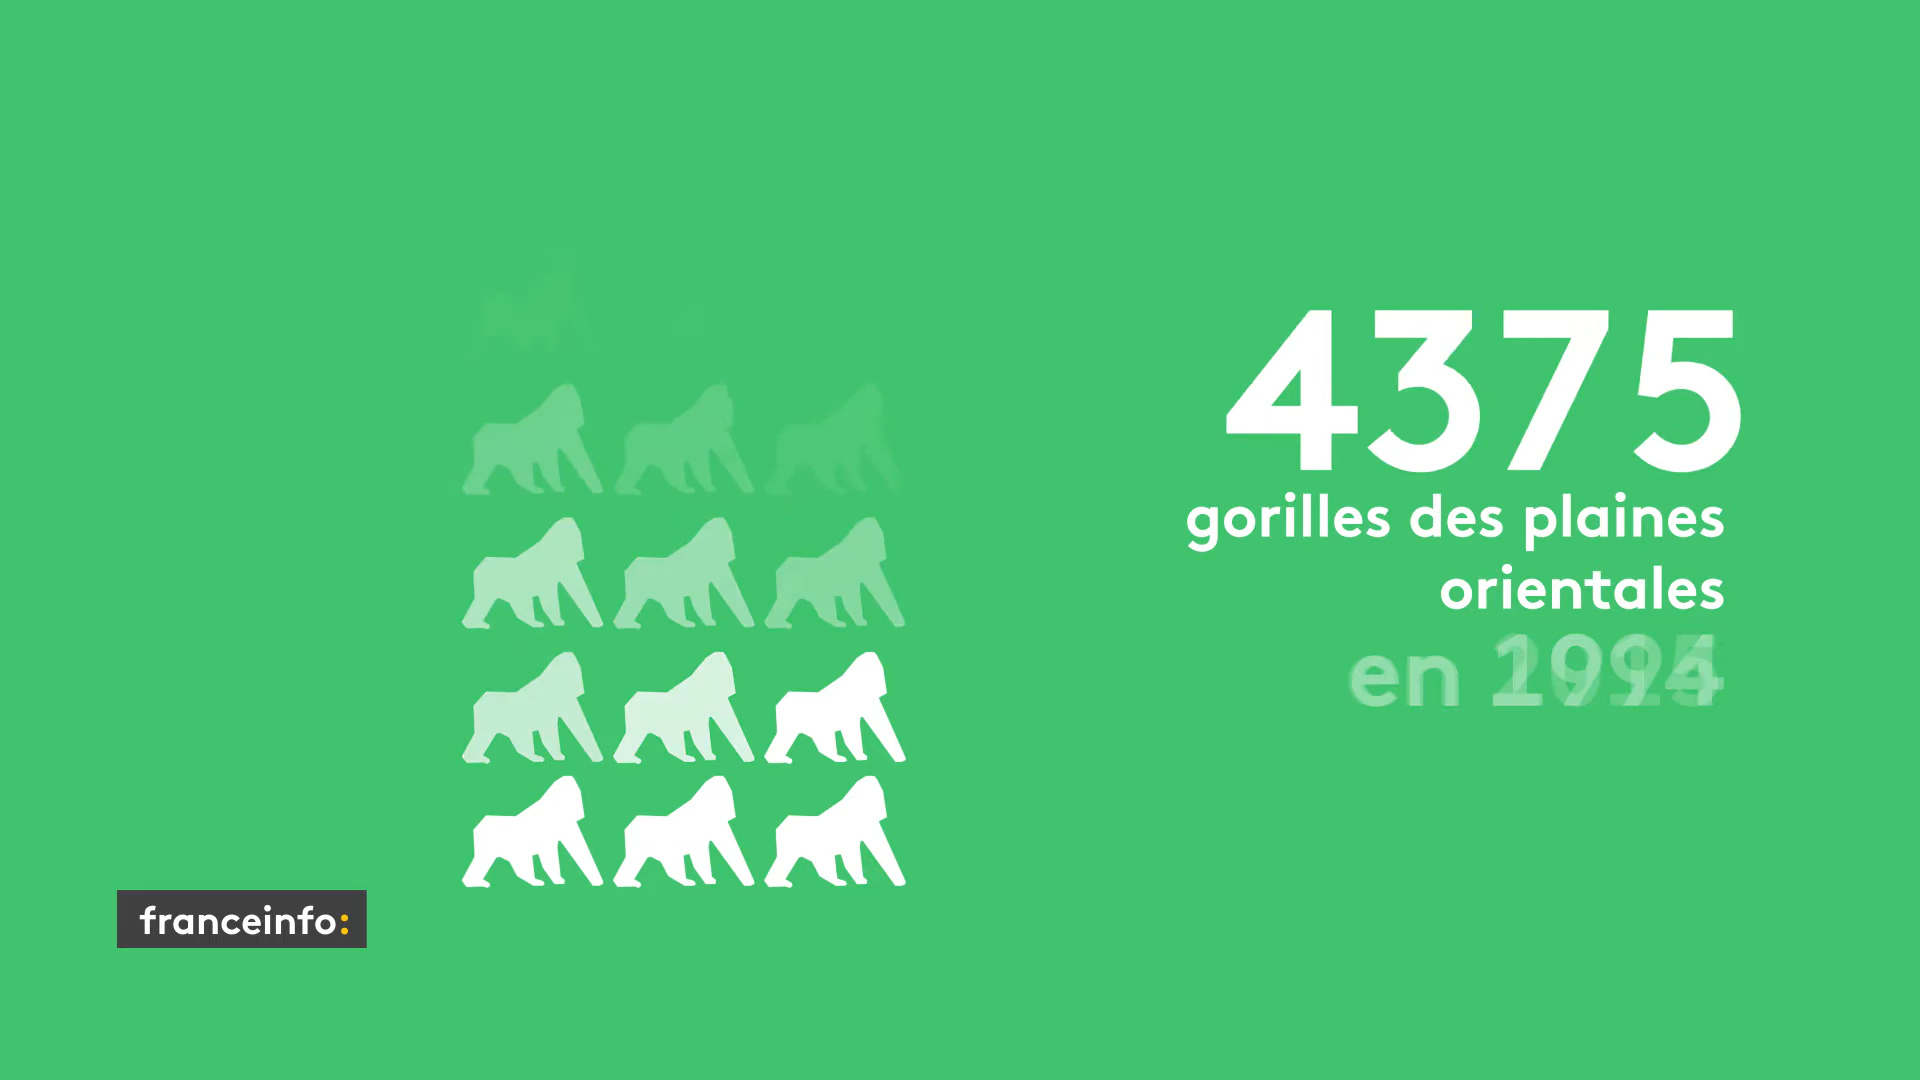 4375
gorilles des plaines
orientales
en
franceinfo: